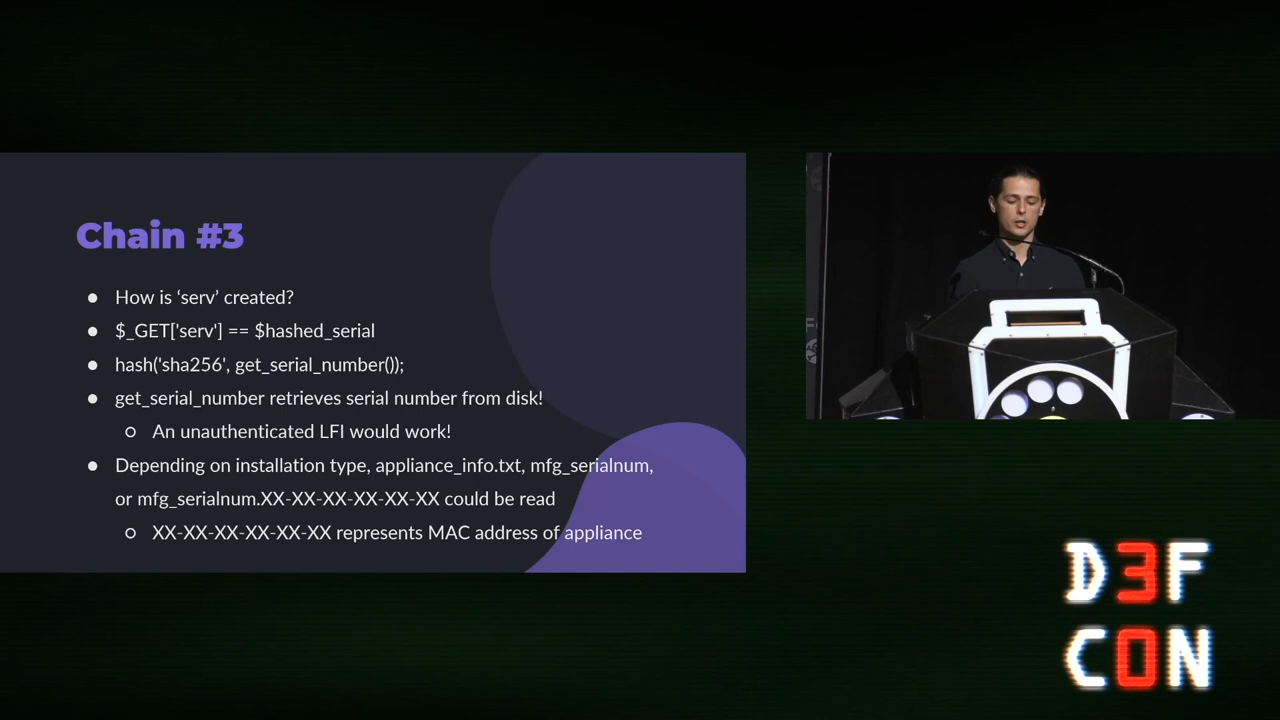 Chain #3
● How is ‘serv’ created?
● $_GET['serv'] == $hashed_serial
● hash('sha256', get_serial_number());
● get_serial_number retrieves serial number from disk!
○ An unauthenticated LFI would work!
● Depending on installation type, appliance_info.txt, mfg_serialnum,
or mfg_serialnum.XX-XX-XX-XX-XX-XX could be read
○ XX-XX-XX-XX-XX-XX represents MAC address of appliance
D3F
C0N